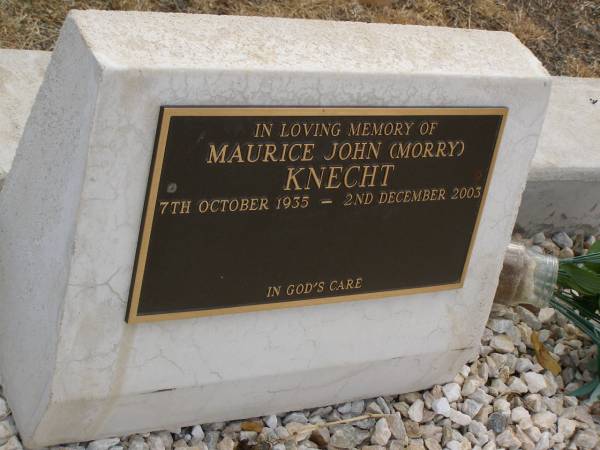 IN LOVING MEMORY OF
MAURICE JOHN (MORRY)
KNECHT
7TH OCTOBER 1935 – 2ND DECEMBER 2003
IN GOD'S CARE